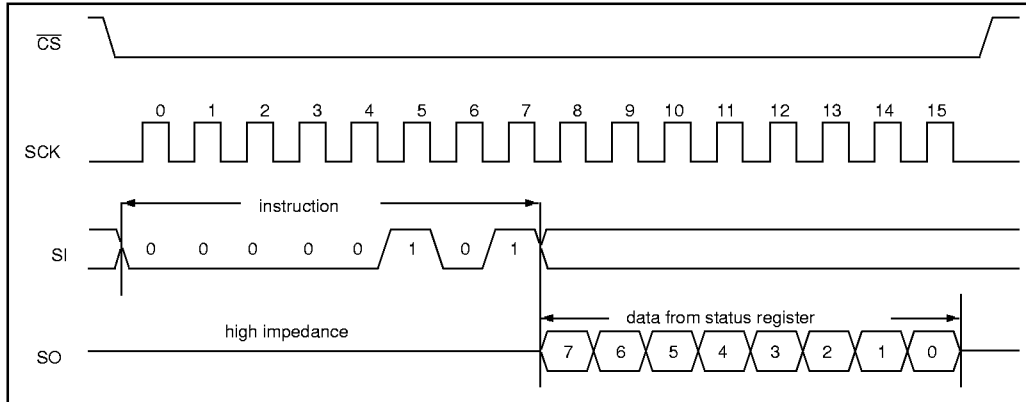 CS
0 1 2 3 4 5 6 7 8 9 10 11 12 13 14 15
SCK
instruction
SI 0 0 0 0 0 1 0 1
high impedance
data from status register
SO 7 6 5 4 3 2 1 0